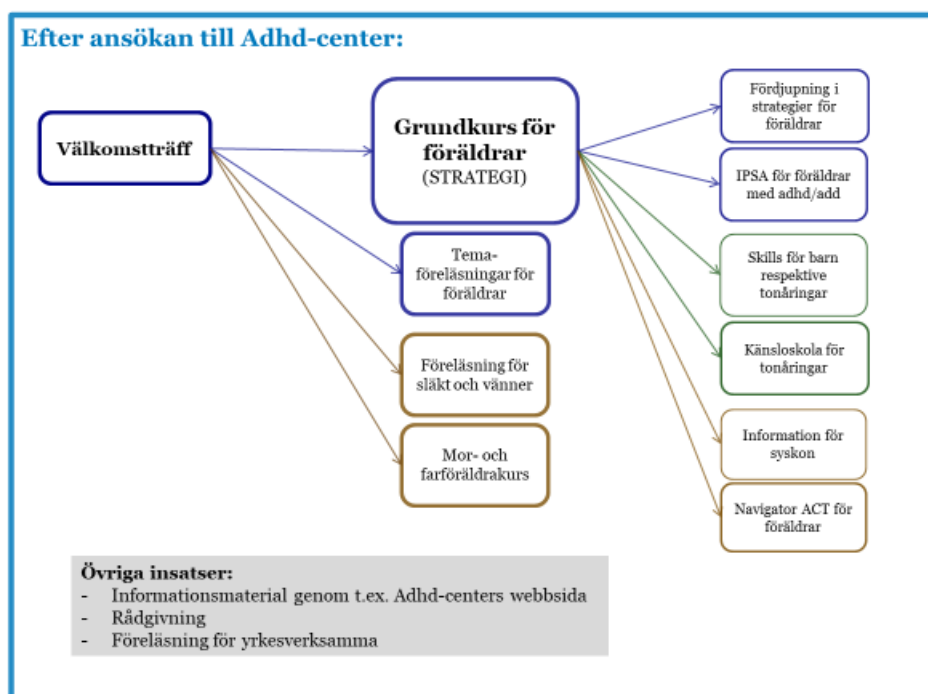 Efter ansökan till Adhd-center:
Välkomstträff
Grundkurs för
föräldrar
(STRATEGI)
Tema-
föreläsningar för
föräldrar
Föreläsning för
släkt och vänner
Mor- och
farföräldrakurs
Fördjupning i
strategier för
föräldrar
IPSA för föräldrar
med adhd/add
Skills för barn
respektive
tonåringar
Känsloskola för
tonåringar
Information för
syskon
Navigator ACT för
föräldrar
Övriga insatser:
- Informationsmaterial genom t.ex. Adhd-centers webbsida
- Rådgivning
- Föreläsning för yrkesverksamma